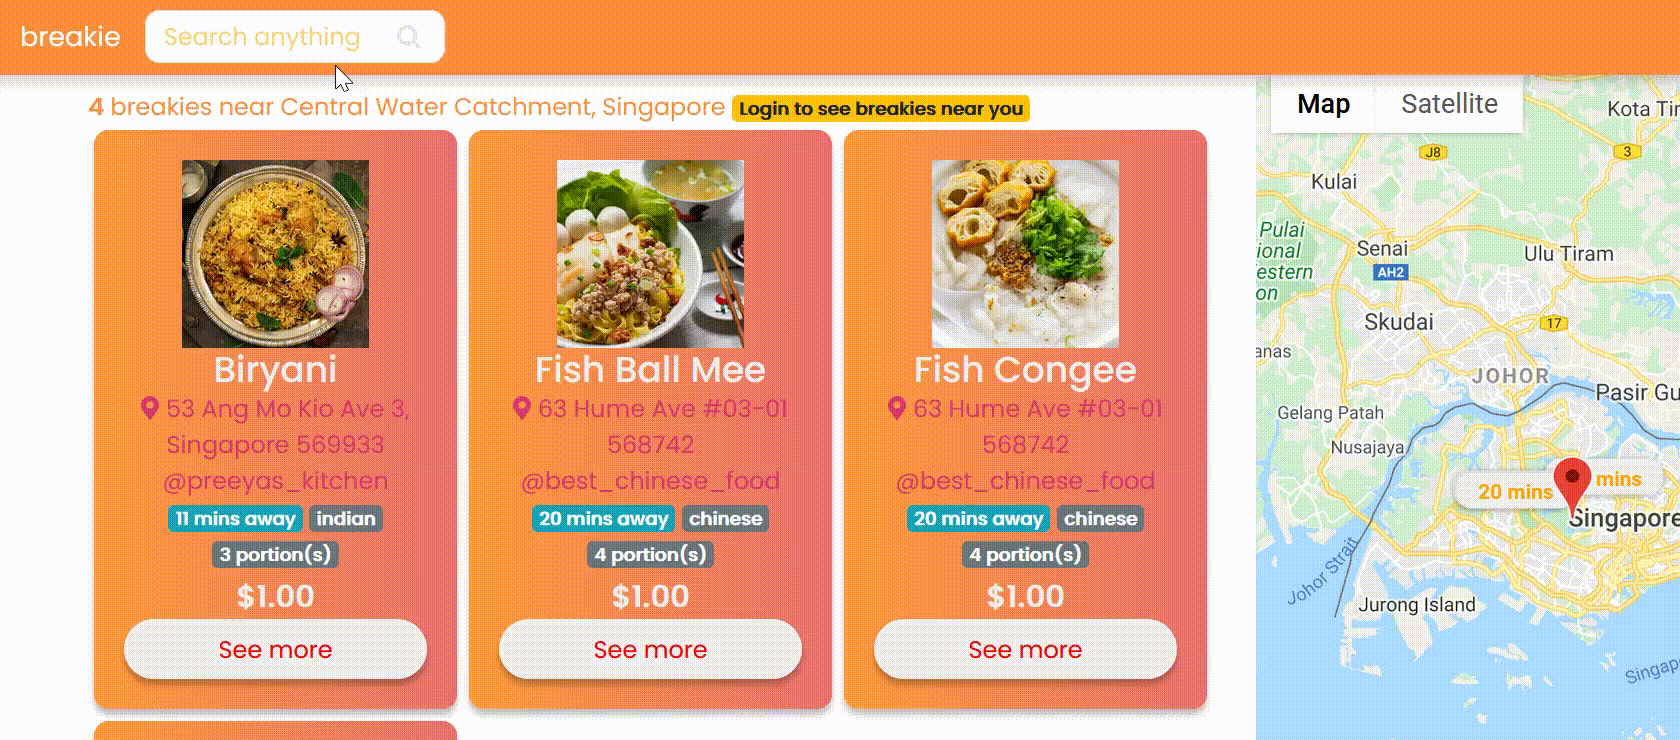 breakie
Search anything
4 breakies near Central Water Catchment, Singapore Login to see breakies near you
Biryani
53 Ang Mo Kio Ave 3,
Singapore 569933
@preeyas_kitchen
11 mins away indian
3 portion(s)
$1.00
See more
Fish Ball Mee
63 Hume Ave #03-01
568742
@best_chinese_food
20 mins away chinese
4 portion(s)
$1.00
See more
Fish Congee
63 Hume Ave #03-01
568742
@best_chinese_food
20 mins away chinese
4 portion(s)
$1.00
See more
Map Satellite
Kota Tin
J8
3
Kulai
Pulai
ional
estern
on
Senai
AH2
Ulu Tiram
Skudai
17
anas
JOHOR
Pasir Gu
Gelang Patah
Nusajaya
20 mins
mins
Singapore
Johor Strait
Jurong Island
Singap